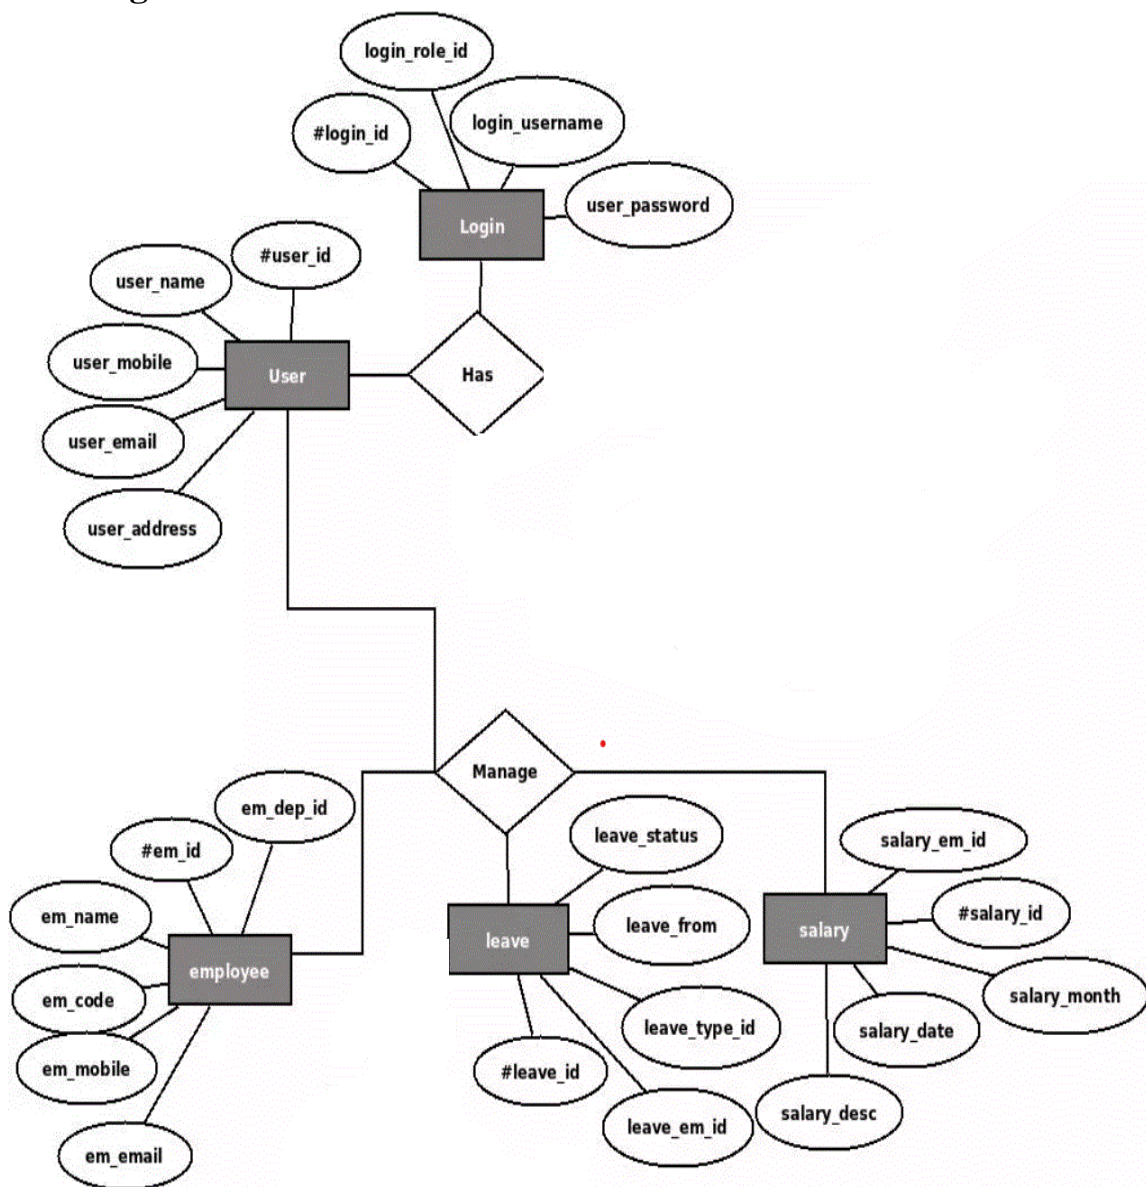 login_role_id
login_username
#login_id
user_password
Login
#user_id
user_name
user_mobile
User
Has
user_email
user_address
Manage
em_dep_id
leave_status
salary_em_id
#em_id
em_name
leave_from
#salary_id
salary
leave
employee
em_code
salary_month
leave_type_id
salary_date
em_mobile
#leave_id
salary_desc
leave_em_id
em_email